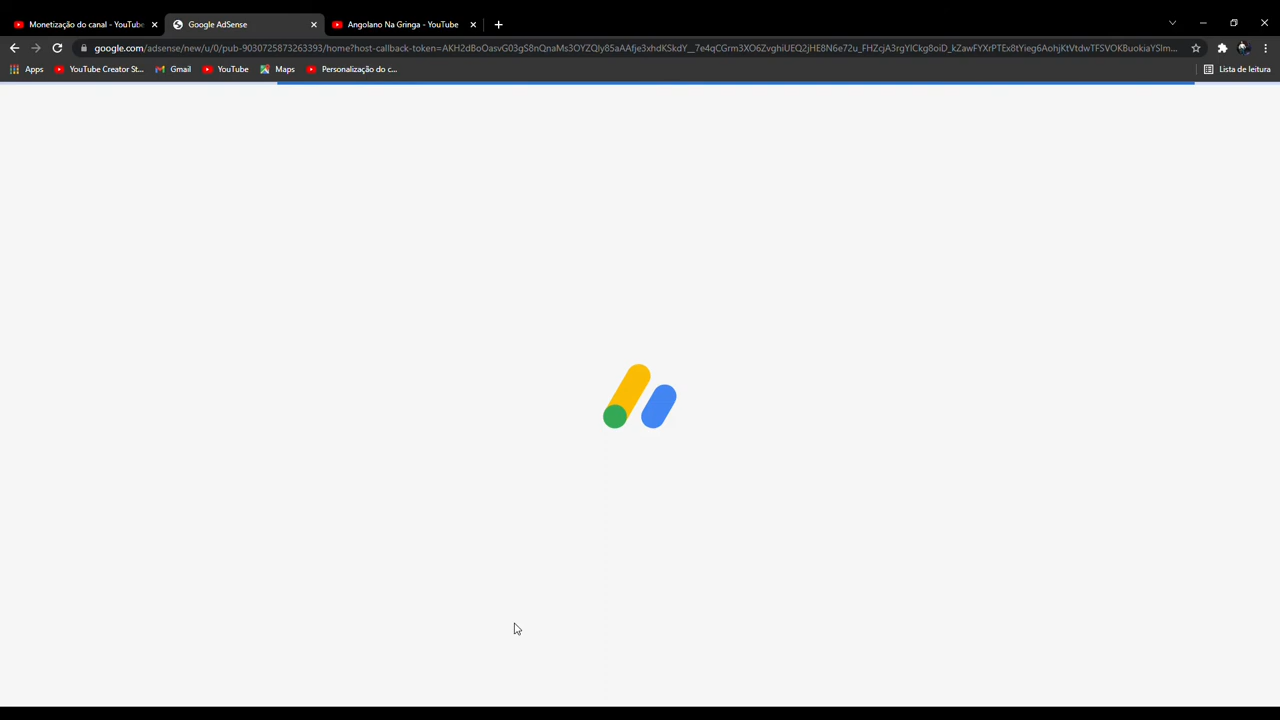 Monetização do canal - YouTube
Google AdSense
Angolano Na Gringa - YouTube
google.com/adsense/new/u/0/pub-9030725873263393/home?host-callback-token=
Apps
YouTube Creator St...
Gmail
YouTube
Maps
Personalização do c...
Lista de leitura